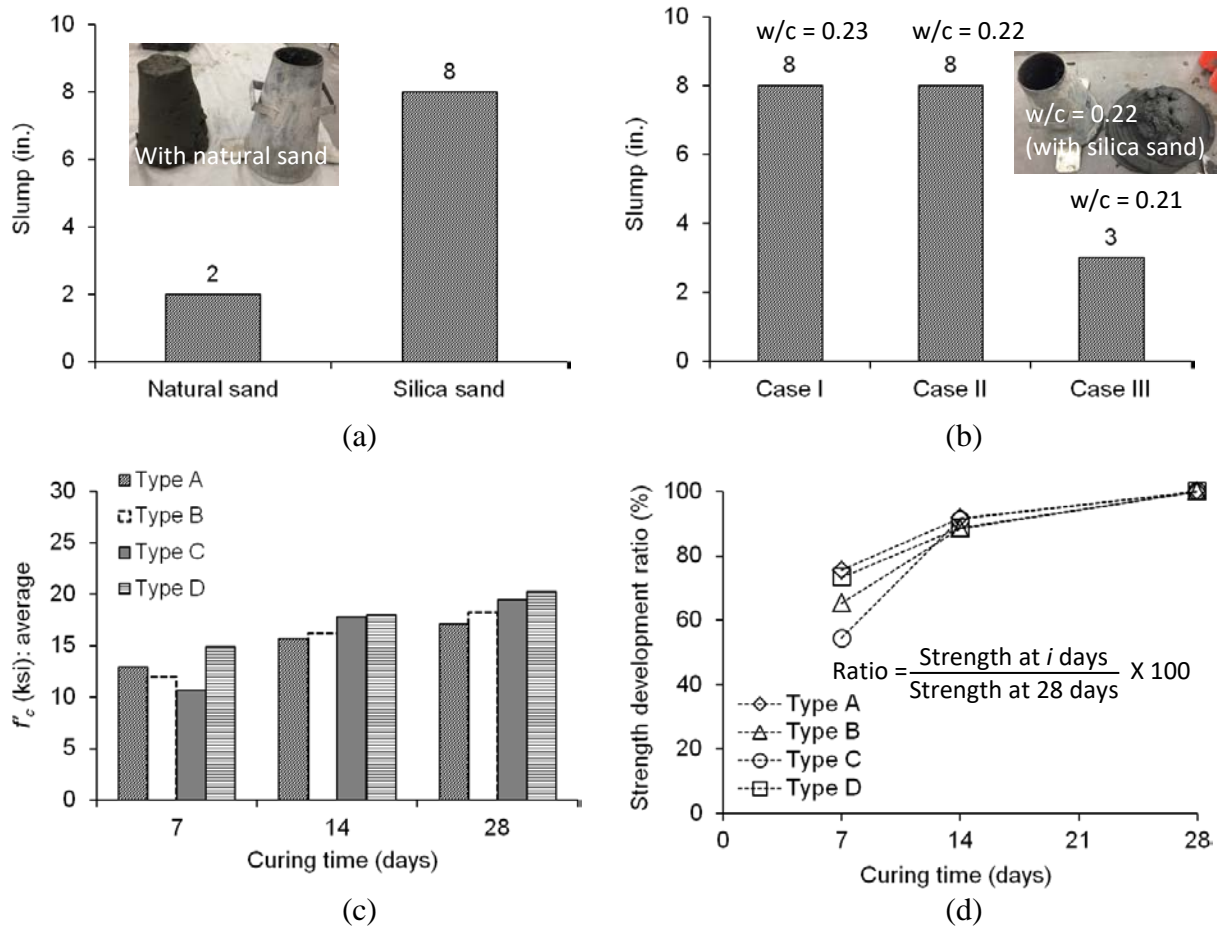 10
8
6
4
2
0
Slump (in.)
With natural sand
2
8
Natural sand
Silica sand
(a)
10
8
6
4
2
0
Slump (in.)
w/c = 0.23
8
w/c = 0.22
8
w/c = 0.22
(with silica sand)
w/c = 0.21
3
Case I
Case II
Case III
(b)
Type A
Type B
Type C
Type D
30
25
20
15
10
5
0
f'c (ksi): average
7
14
28
Curing time (days)
(c)
100
80
60
40
20
0
Strength development ratio (%)
Ratio = Strength at i days / Strength at 28 days X 100
Type A
Type B
Type C
Type D
0
7
14
21
28
Curing time (days)
(d)